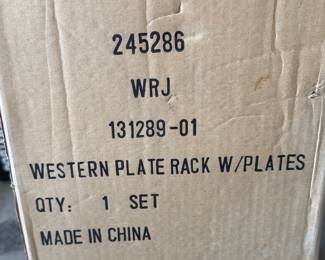 245286
WRJ
131289-01
WESTERN PLATE RACK W/PLATES
QTY: 1 SET
MADE IN CHINA